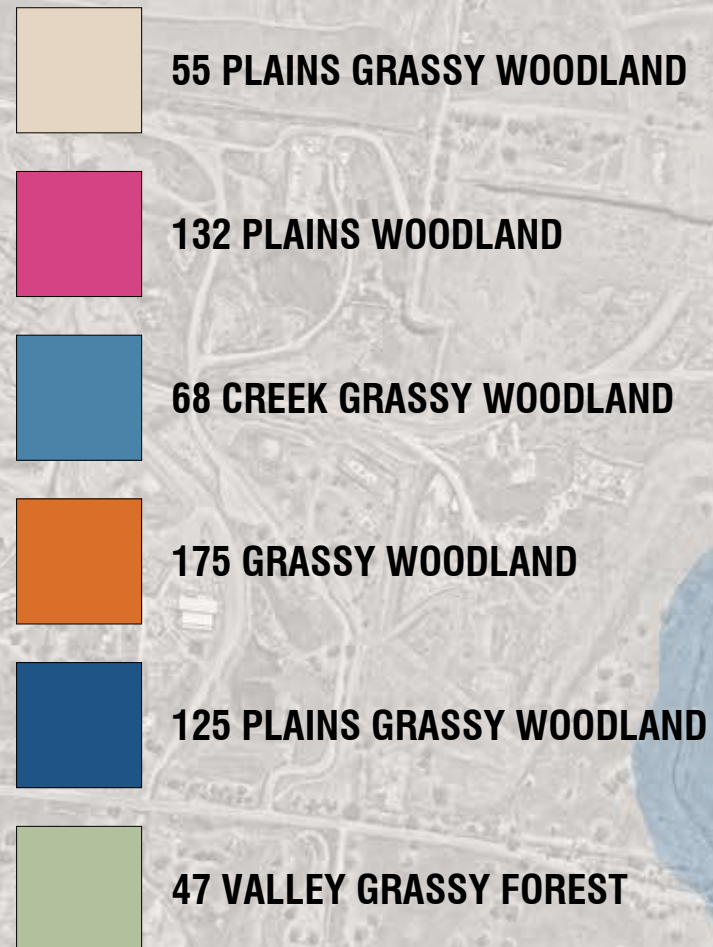 55 PLAINS GRASSY WOODLAND
132 PLAINS WOODLAND
68 CREEK GRASSY WOODLAND
175 GRASSY WOODLAND
125 PLAINS GRASSY WOODLAND
47 VALLEY GRASSY FOREST